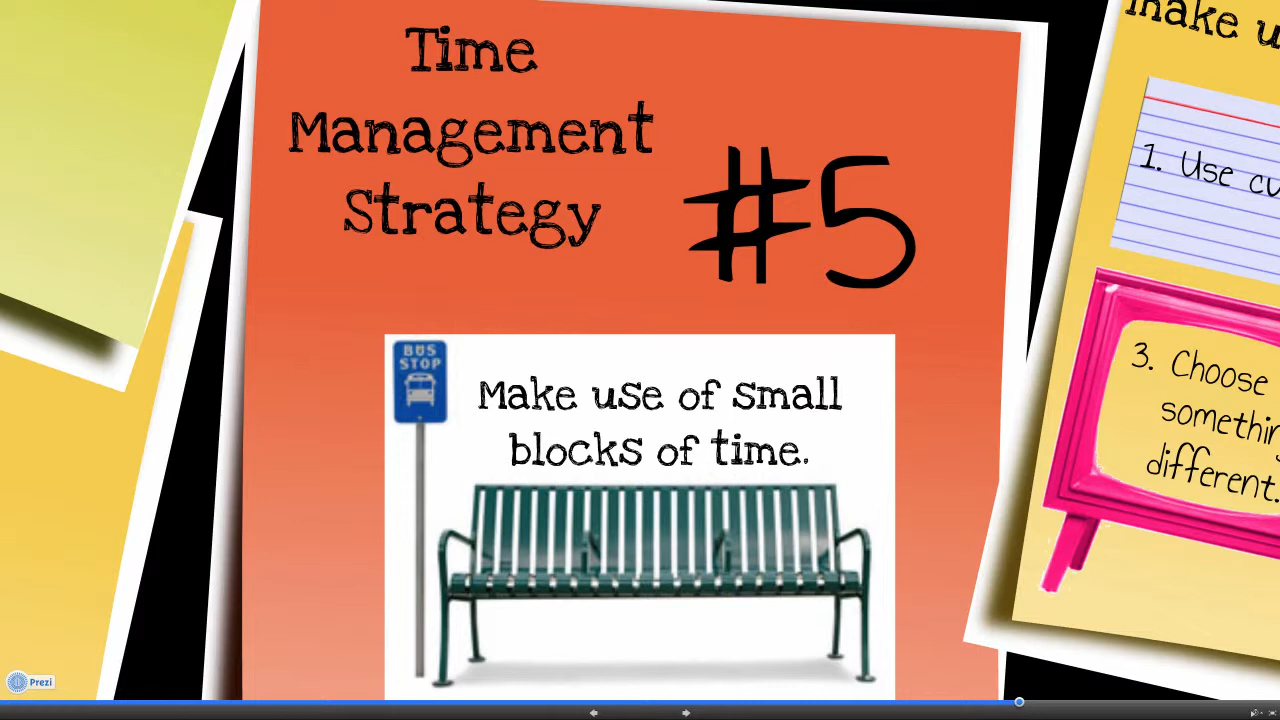 Time
Management
Strategy
#5
BUS
STOP
Make use of small
blocks of time.
make
1. Use
3. Choose
different.
Prezi